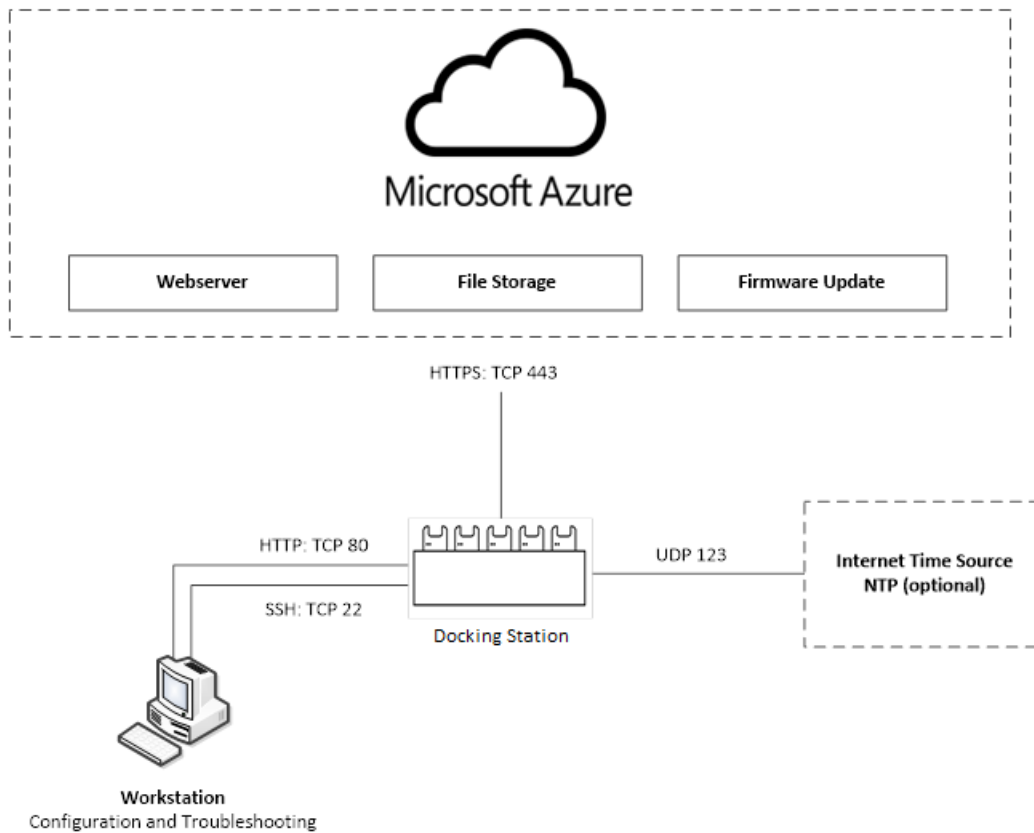 Microsoft Azure
Webserver
File Storage
Firmware Update
HTTPS: TCP 443
HTTP: TCP 80
SSH: TCP 22
UDP 123
Internet Time Source
NTP (optional)
Docking Station
Workstation
Configuration and Troubleshooting